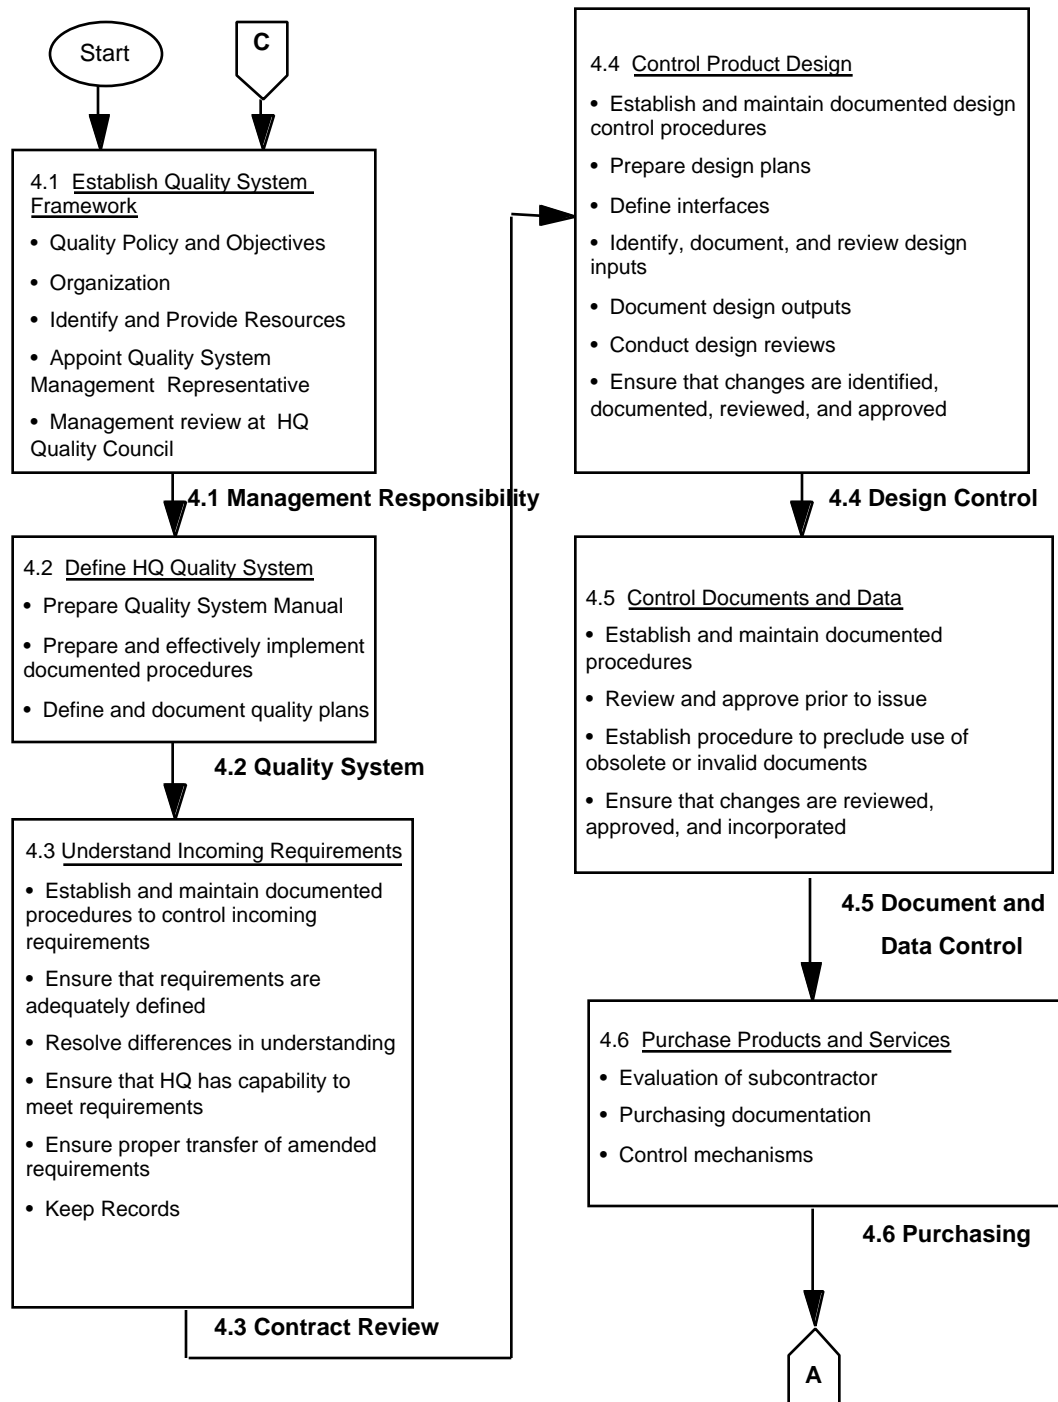 Start
C
4.1 Establish Quality System
Framework
• Quality Policy and Objectives
• Organization
• Identify and Provide Resources
• Appoint Quality System
Management Representative
• Management review at HQ
Quality Council
4.1 Management Responsibility
4.2 Define HQ Quality System
• Prepare Quality System Manual
• Prepare and effectively implement
documented procedures
• Define and document quality plans
4.2 Quality System
4.3 Understand Incoming Requirements
• Establish and maintain documented
procedures to control incoming
requirements
• Ensure that requirements are
adequately defined
• Resolve differences in understanding
• Ensure that HQ has capability to
meet requirements
• Ensure proper transfer of amended
requirements
• Keep Records
4.3 Contract Review
4.4 Control Product Design
• Establish and maintain documented design
control procedures
• Prepare design plans
• Define interfaces
• Identify, document, and review design
inputs
• Document design outputs
• Conduct design reviews
• Ensure that changes are identified,
documented, reviewed, and approved
4.4 Design Control
4.5 Control Documents and Data
• Establish and maintain documented
procedures
• Review and approve prior to issue
• Establish procedure to preclude use of
obsolete or invalid documents
• Ensure that changes are reviewed,
approved, and incorporated
4.5 Document and
Data Control
4.6 Purchase Products and Services
• Evaluation of subcontractor
• Purchasing documentation
• Control mechanisms
4.6 Purchasing
A